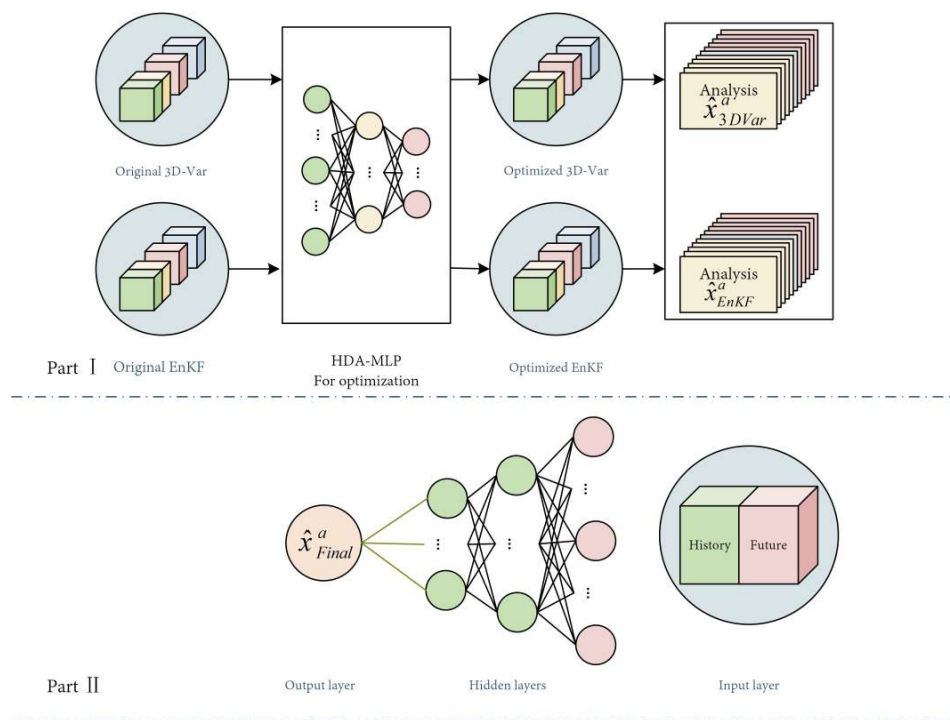 Analysis
x̂ᵃ 3DVar
Original 3D-Var
Optimized 3D-Var
Analysis
x̂ᵃ EnKF
Part Ⅰ
Original EnKF
HDA-MLP
For optimization
Optimized EnKF
x̂ᵃ Final
History
Future
Part Ⅱ
Output layer
Hidden layers
Input layer